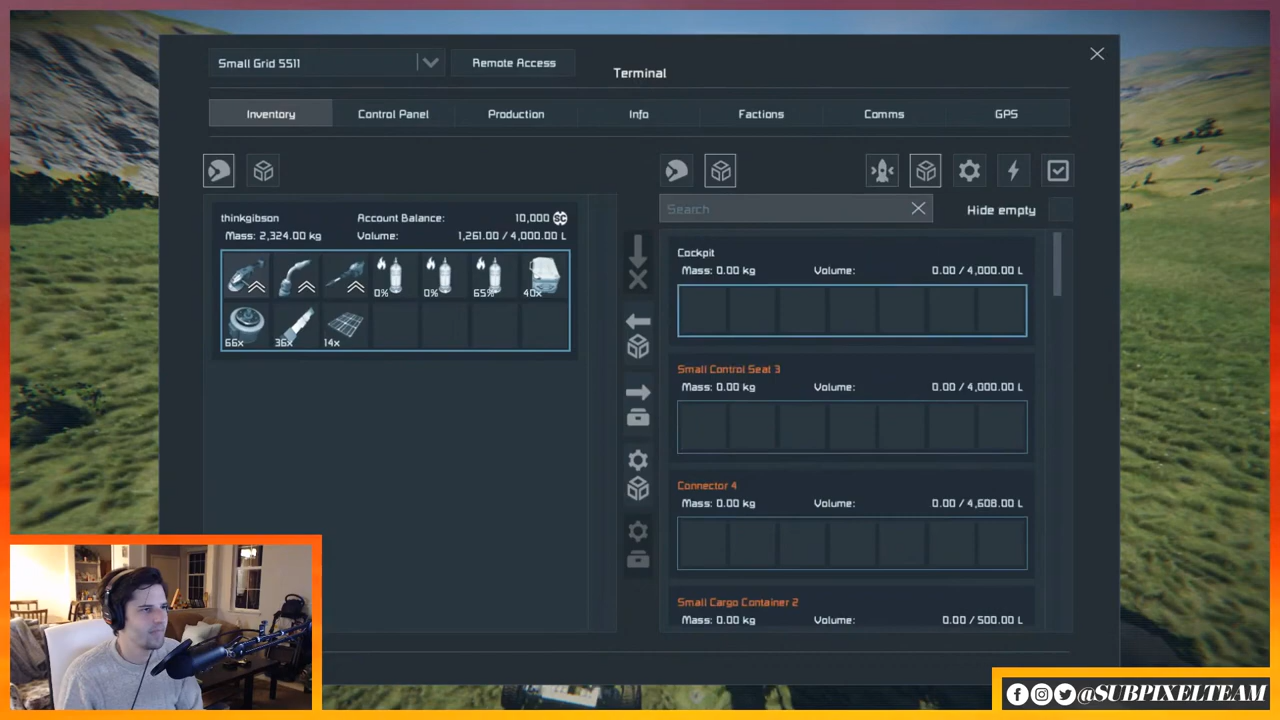 Small Grid 5511
Remote Access
Terminal
Inventory
Control Panel
Production
Info
Factions
Comms
GPS
thinkgibson
Account Balance:
10,000 SC
Mass: 2,324.00 kg
Volume:
1,261.00 / 4,000.00 L
0%
0%
65%
40x
66x
36x
14x
Search
Hide empty
Cockpit
Mass: 0.00 kg
Volume:
0.00 / 4,000.00 L
Small Control Seat 3
Mass: 0.00 kg
Volume:
0.00 / 4,000.00 L
Connector 4
Mass: 0.00 kg
Volume:
0.00 / 4,608.00 L
Small Cargo Container 2
Mass: 0.00 kg
Volume:
0.00 / 500.00 L
@SUBPIXELTEAM